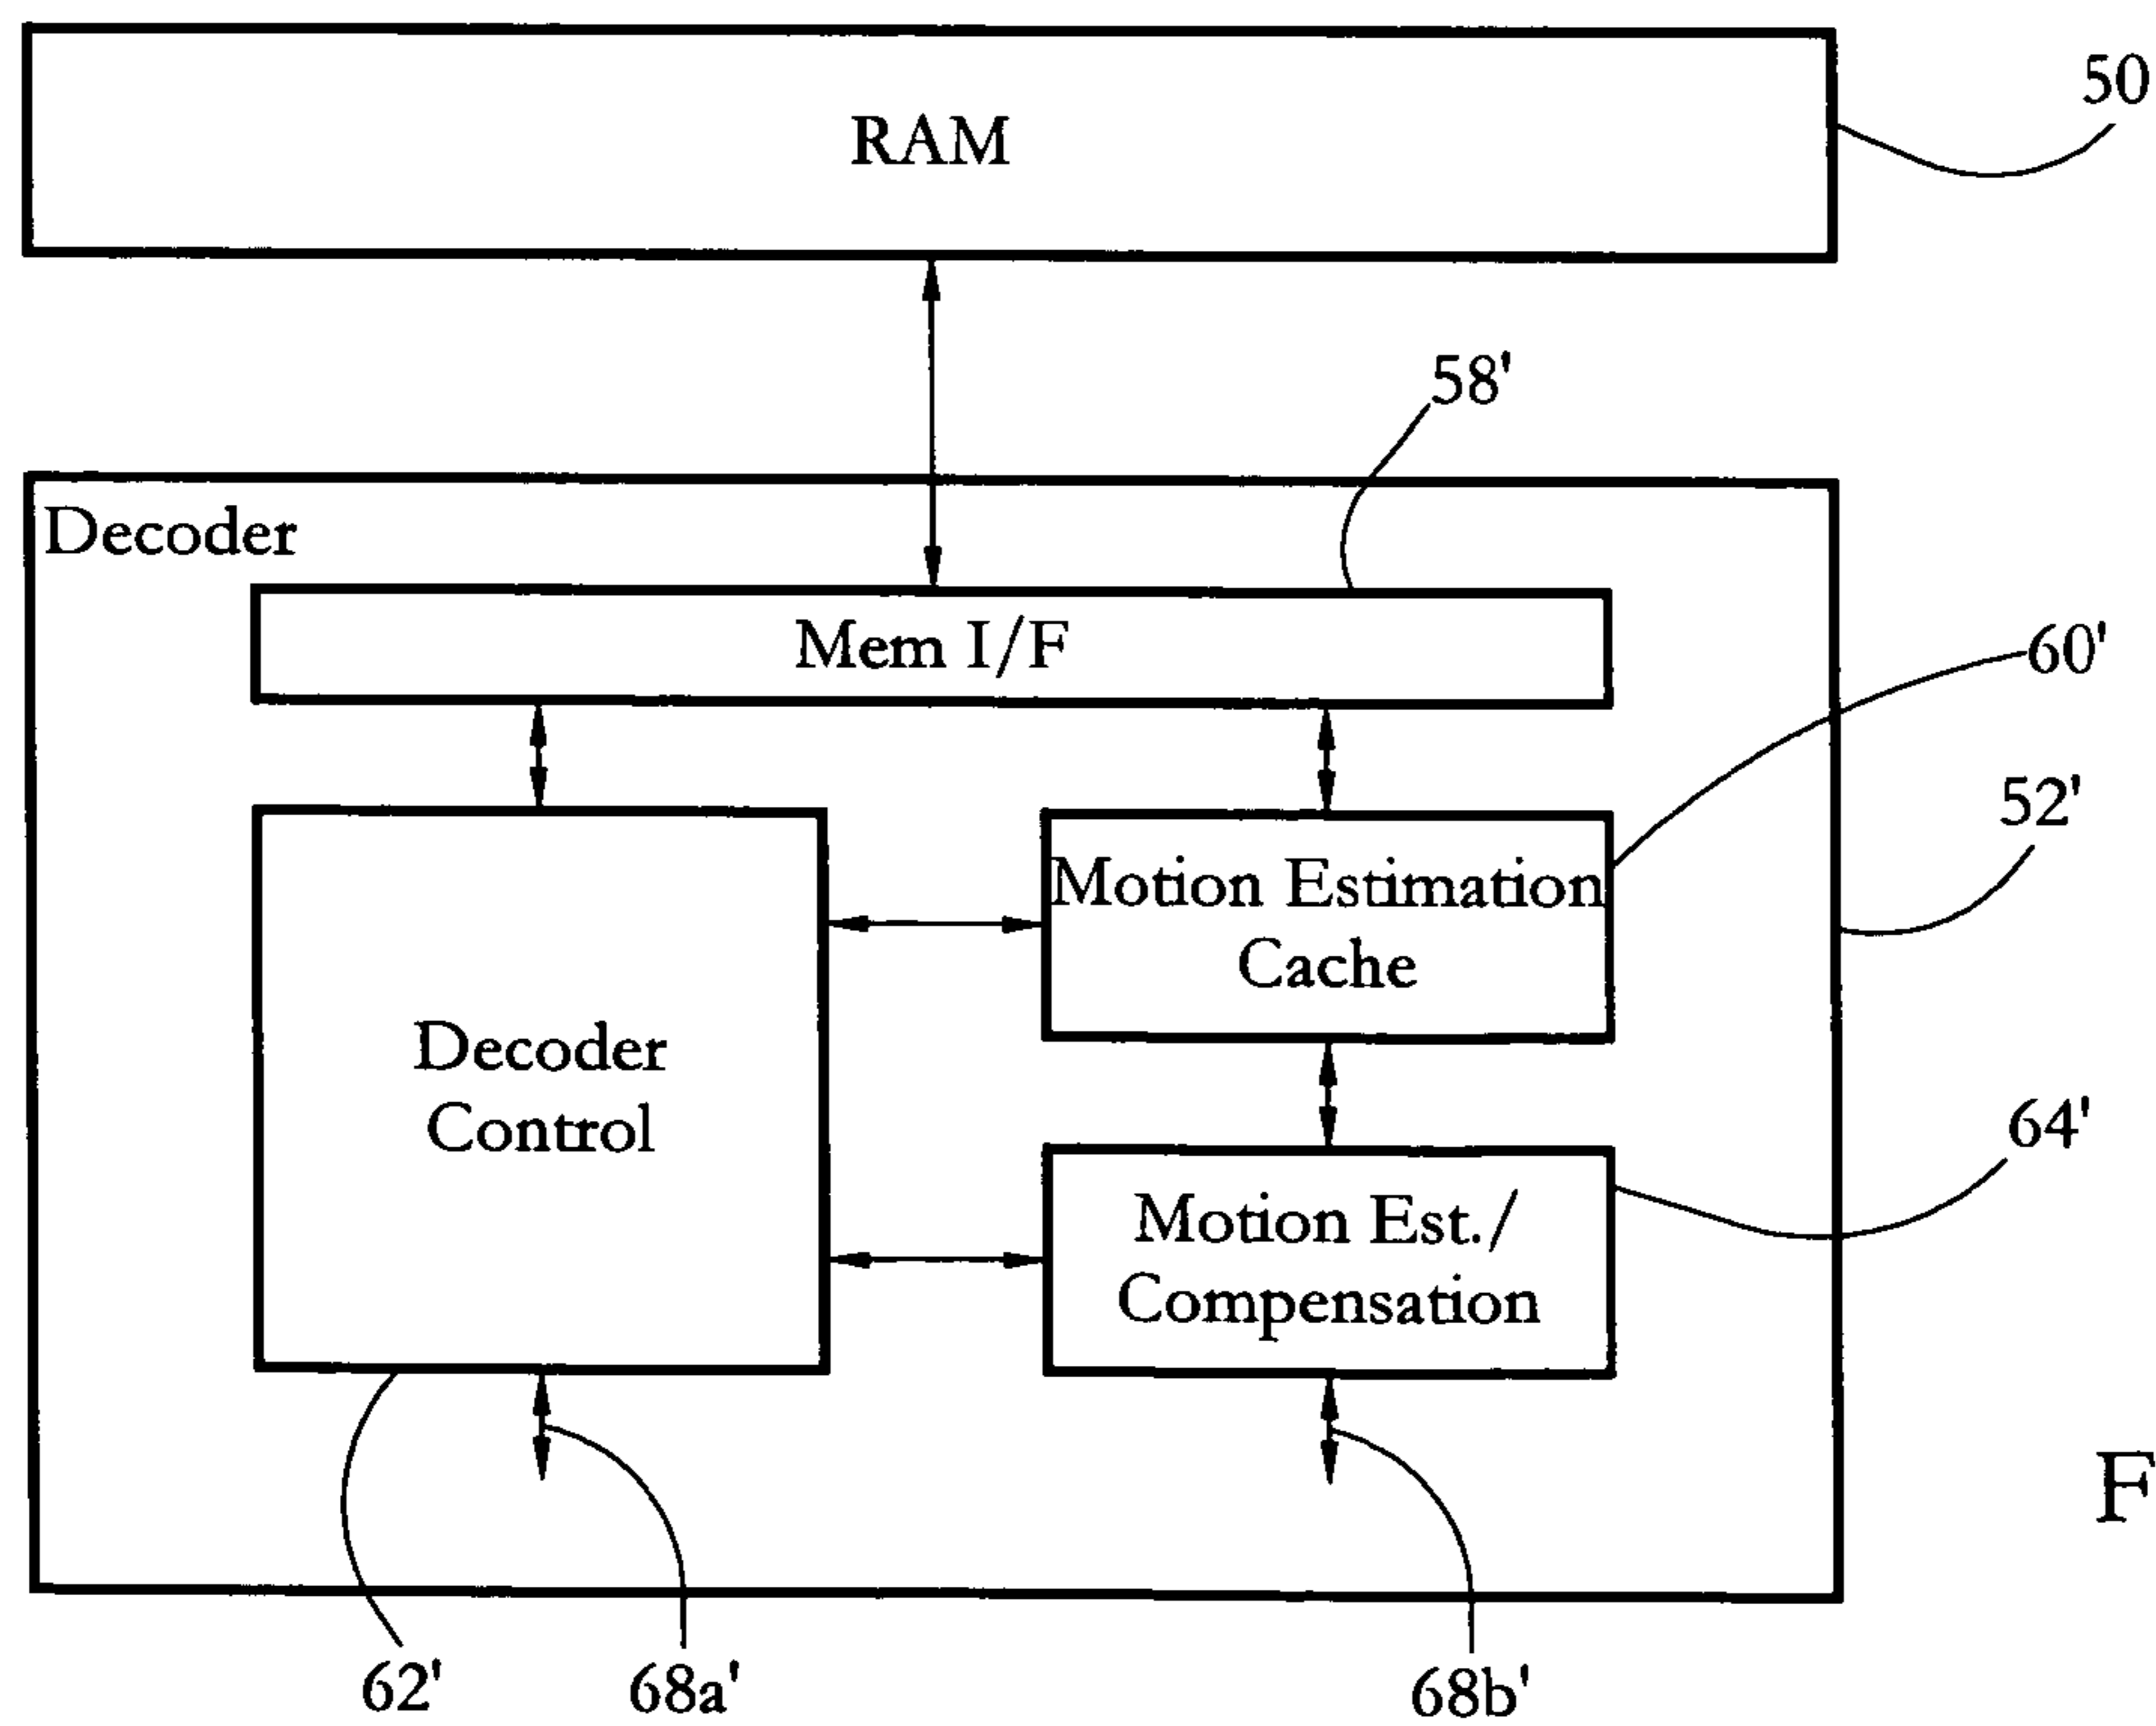 RAM
50
58'
Decoder
Mem I/F
60'
52'
Motion Estimation
Cache
Decoder
Control
64'
Motion Est./
Compensation
F
62'
68a'
68b'